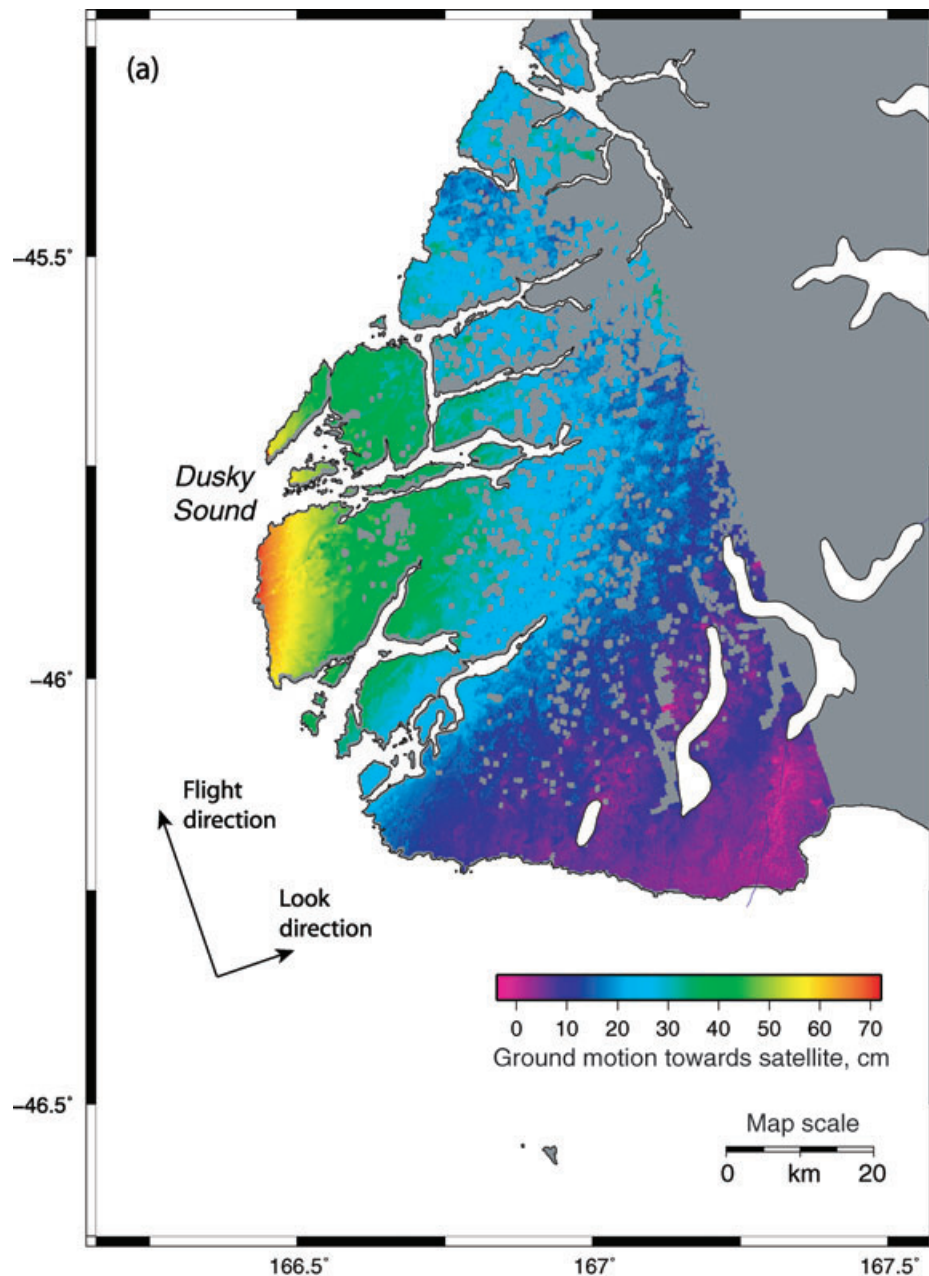 (a)
−45.5˚
Dusky
Sound
−46˚
Flight
direction
Look
direction
0 10 20 30 40 50 60 70
Ground motion towards satellite, cm
−46.5˚
Map scale
0 km 20
166.5˚ 167˚ 167.5˚